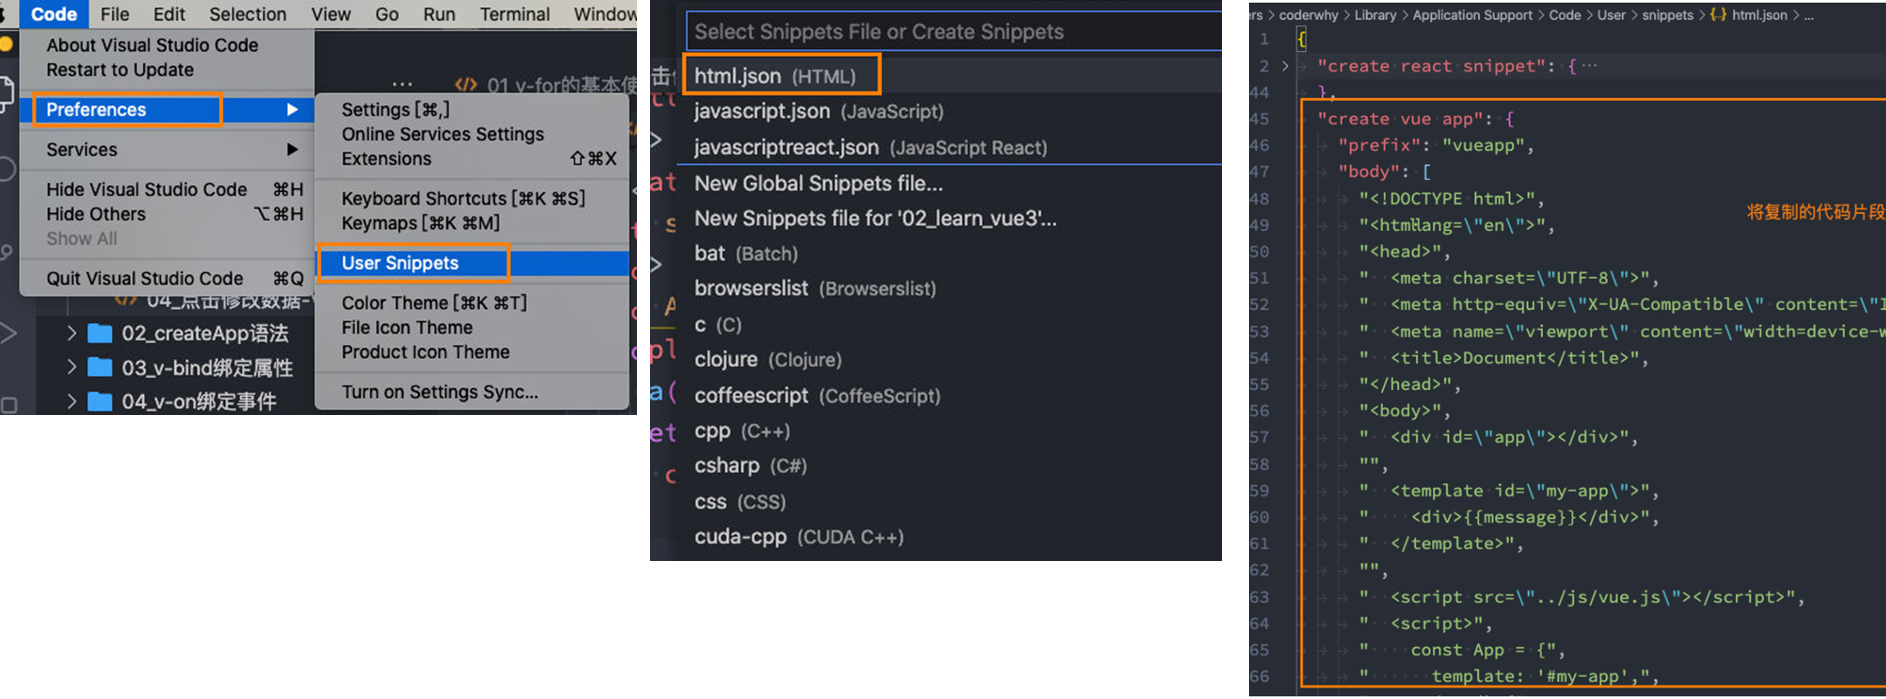 Code File Edit Selection View Go Run Terminal Window
About Visual Studio Code
Restart to Update
Preferences
Services
Hide Visual Studio Code ⌘H
Hide Others ⌥⌘H
Show All
Quit Visual Studio Code ⌘Q
01 v-for的基本使
Settings [⌘,]
Online Services Settings
Extensions ⇧⌘X
Keyboard Shortcuts [⌘K ⌘S]
Keymaps [⌘K ⌘M]
User Snippets
Color Theme [⌘K ⌘T]
File Icon Theme
Product Icon Theme
Turn on Settings Sync...
04_点击修改数据-
02_createApp语法
03_v-bind绑定属性
04_v-on绑定事件
Select Snippets File or Create Snippets
html.json (HTML)
javascript.json (JavaScript)
javascriptreact.json (JavaScript React)
New Global Snippets file...
New Snippets file for '02_learn_vue3'...
bat (Batch)
browserslist (Browserslist)
c (C)
clojure (Clojure)
coffeescript (CoffeeScript)
cpp (C++)
csharp (C#)
css (CSS)
cuda-cpp (CUDA C++)
ers > coderwhy > Library > Application Support > Code > User > snippets > {} html.json > ...
1 {
2 > "create react snippet": { ...
44 },
45 "create vue app": {
46 "prefix": "vueapp",
47 "body": [
48 "<!DOCTYPE html>",
49 "<html lang=\"en\">",
50 "<head>",
51 "  <meta charset=\"UTF-8\">",
52 "  <meta http-equiv=\"X-UA-Compatible\" content=\"I
53 "  <meta name=\"viewport\" content=\"width=device-w
54 "  <title>Document</title>",
55 "</head>",
56 "<body>",
57 "  <div id=\"app\"></div>",
58 "",
59 "  <template id=\"my-app\">",
60 "    <div>{{message}}</div>",
61 "  </template>",
62 "",
63 "  <script src=\"../js/vue.js\"></script>",
64 "  <script>",
65 "    const App = {",
66 "      template: '#my-app',",
将复制的代码片段